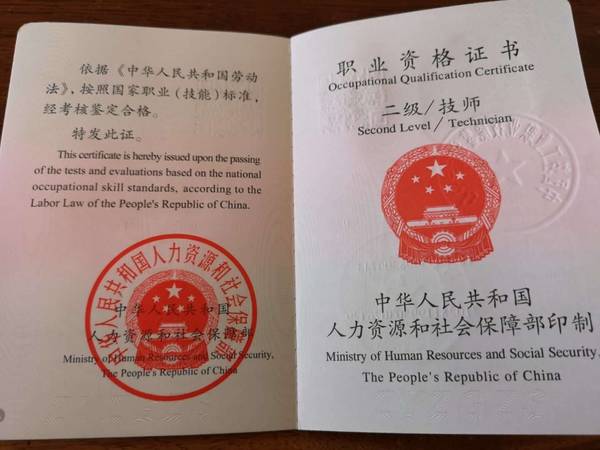 依据《中华人民共和国劳动
法》，按照国家职业（技能）标准，
经考核鉴定合格。
特发此证。
This certificate is hereby issued upon the passing
of the tests and evaluations based on the national
occupational skill standards, according to the
Labor Law of the People's Republic of China.
中华人民共和国人力资源和社会保障部
中华人民共和国
人力资源和社会保障部
Ministry of Human Resources and Social Security,
the People's Republic of China
职业资格证书
Occupational Qualification Certificate
二级/技师
Second Level/Technician
中华人民共和国
人力资源和社会保障部印制
Ministry of Human Resources and Social Security,
The People's Republic of China